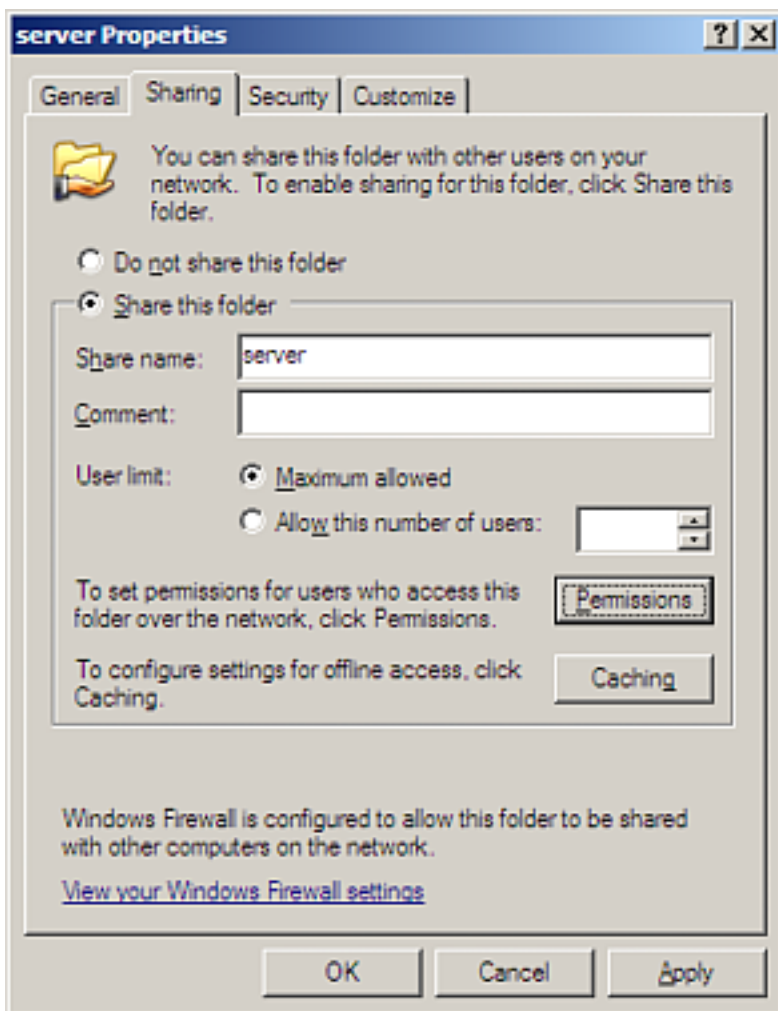 server Properties
General Sharing Security Customize
You can share this folder with other users on your
network. To enable sharing for this folder, click Share this
folder.
Do not share this folder
Share this folder
Share name: server
Comment:
User limit: Maximum allowed
Allow this number of users:
To set permissions for users who access this
folder over the network, click Permissions.
Permissions
To configure settings for offline access, click
Caching.
Caching
Windows Firewall is configured to allow this folder to be shared
with other computers on the network.
View your Windows Firewall settings
OK Cancel Apply